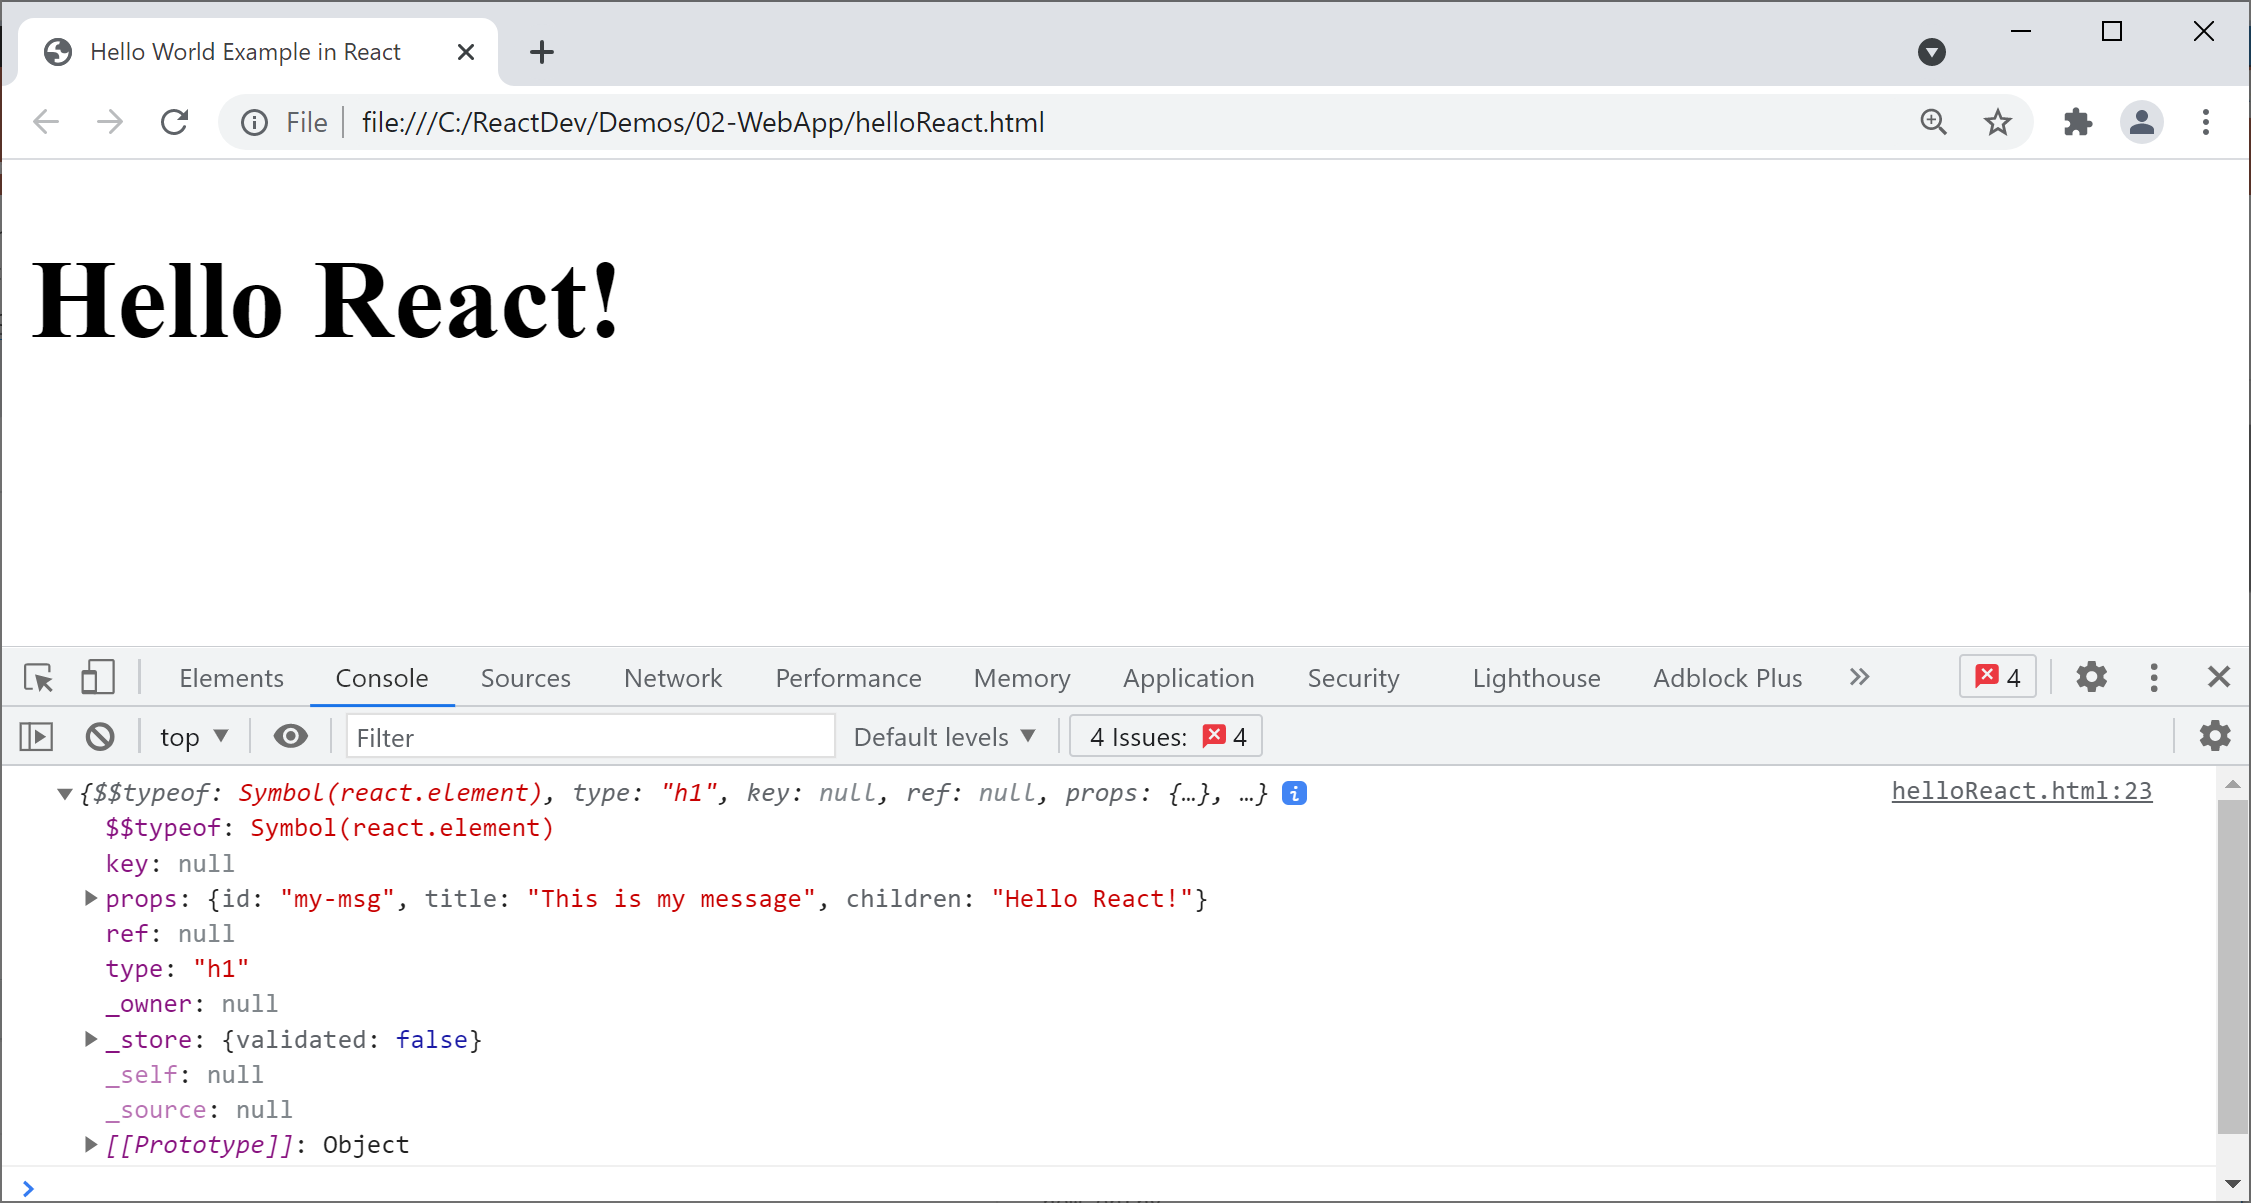 Hello World Example in React
File file:///C:/ReactDev/Demos/02-WebApp/helloReact.html
Hello React!
Elements Console Sources Network Performance Memory Application Security Lighthouse Adblock Plus » 4
top Filter Default levels 4 Issues: 4
{$$typeof: Symbol(react.element), type: "h1", key: null, ref: null, props: {…}, …} i helloReact.html:23
$$typeof: Symbol(react.element)
key: null
props: {id: "my-msg", title: "This is my message", children: "Hello React!"}
ref: null
type: "h1"
_owner: null
_store: {validated: false}
_self: null
_source: null
[[Prototype]]: Object